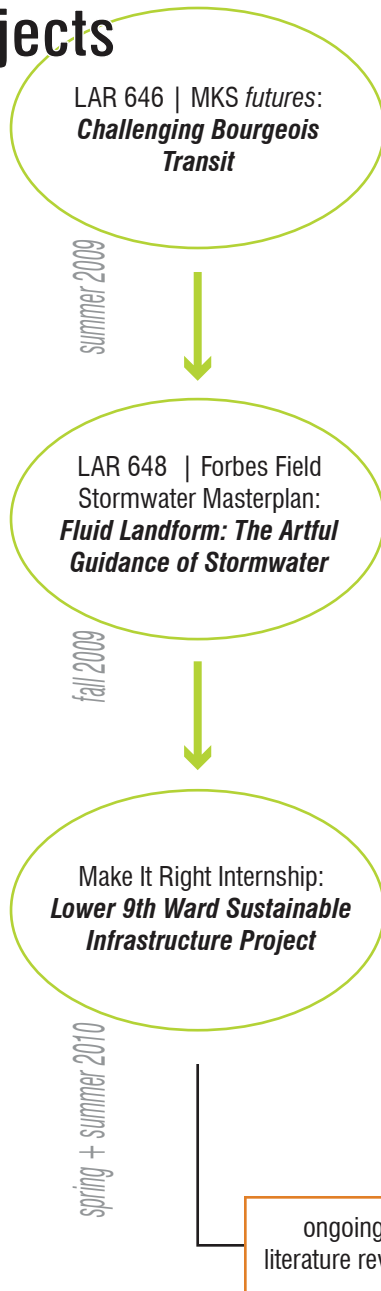 jects
LAR 646 | MKS futures:
Challenging Bourgeois
Transit
summer 2009
LAR 648 | Forbes Field
Stormwater Masterplan:
Fluid Landform: The Artful
Guidance of Stormwater
fall 2009
Make It Right Internship:
Lower 9th Ward Sustainable
Infrastructure Project
spring + summer 2010
ongoing
literature rev